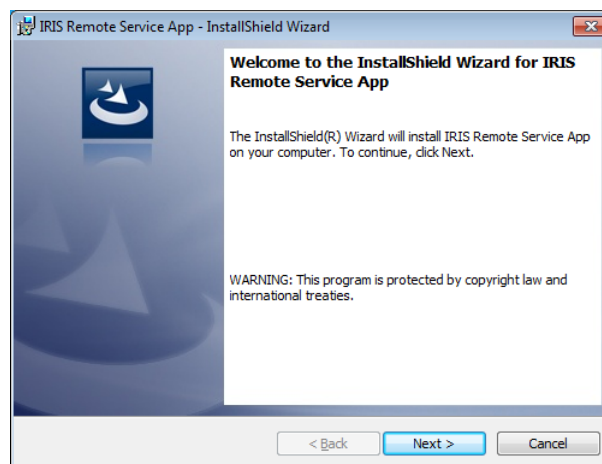 IRIS Remote Service App - InstallShield Wizard
Welcome to the InstallShield Wizard for IRIS
Remote Service App
The InstallShield(R) Wizard will install IRIS Remote Service App
on your computer. To continue, click Next.
WARNING: This program is protected by copyright law and
international treaties.
< Back Next > Cancel